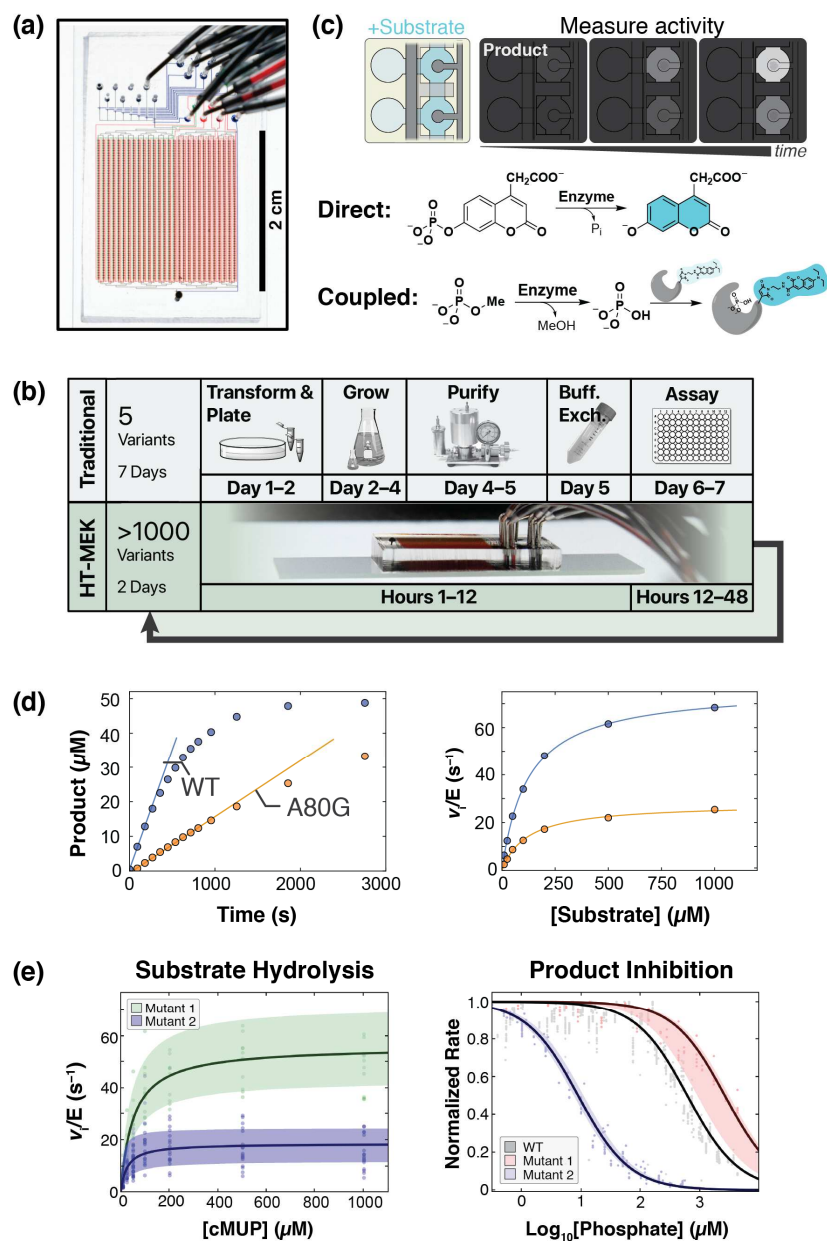 (a)
2 cm
(c)
+Substrate
Measure activity
Product
time
Direct:
O
P
O
O
O
O
O
CH2COO−
Enzyme
Pi
CH2COO−
−O
O
O
Coupled:
O
P
−O
O
O
Me
Enzyme
MeOH
O
P
−O
OH
O
(b)
Traditional
5
Variants
7 Days
Transform &
Plate
Grow
Purify
Buff.
Exch.
Assay
Day 1–2
Day 2–4
Day 4–5
Day 5
Day 6–7
HT-MEK
>1000
Variants
2 Days
Hours 1–12
Hours 12–48
(d)
Product (µM)
50
40
30
20
10
0
WT
A80G
0
1000
2000
3000
Time (s)
vi/E (s−1)
60
40
20
0
0
250
500
750
1000
[Substrate] (µM)
(e)
Substrate Hydrolysis
Mutant 1
Mutant 2
vi/E (s−1)
60
40
20
0
0
200
400
600
800
1000
[cMUP] (µM)
Product Inhibition
Normalized Rate
1.0
0.8
0.6
0.4
0.2
0
WT
Mutant 1
Mutant 2
0
1
2
3
Log10[Phosphate] (µM)